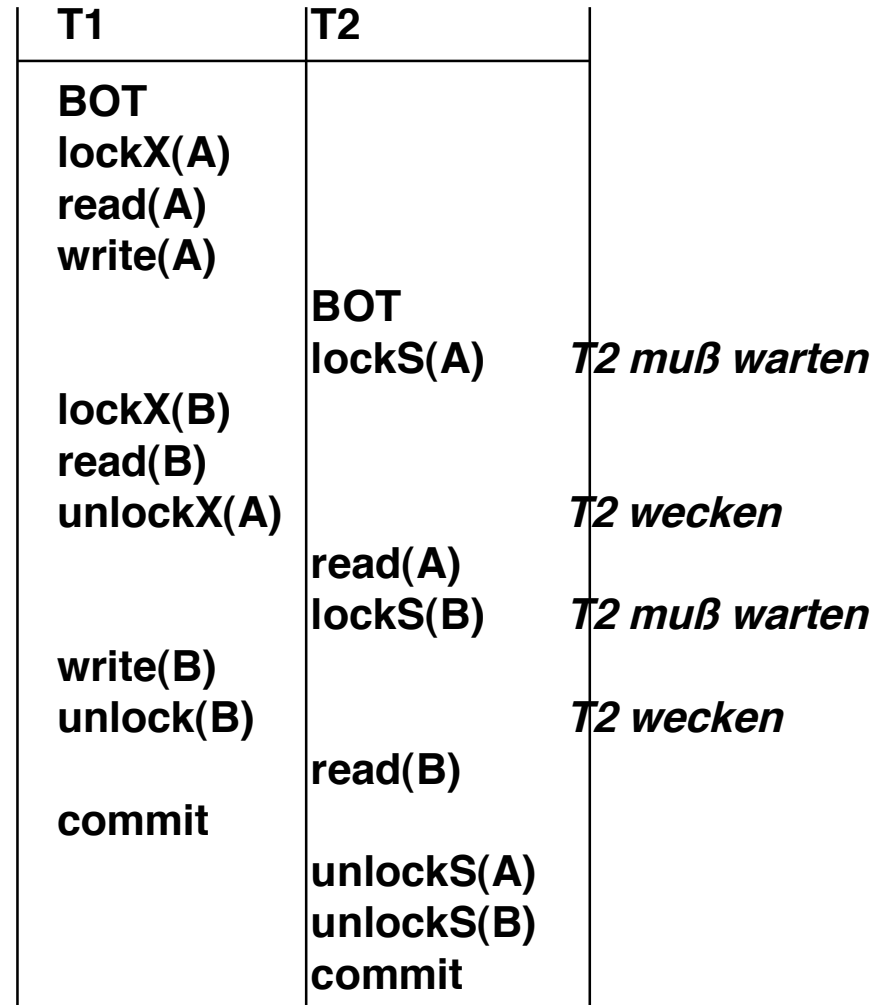 T1 T2
BOT
lockX(A)
read(A)
write(A)
BOT
lockS(A) T2 muß warten
lockX(B)
read(B)
unlockX(A) T2 wecken
read(A)
lockS(B) T2 muß warten
write(B)
unlock(B) T2 wecken
read(B)
commit
unlockS(A)
unlockS(B)
commit